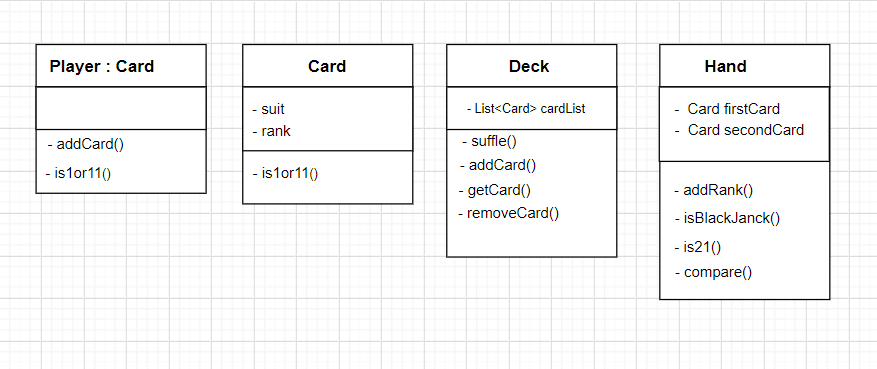 Player : Card
- addCard()
- is1or11()
Card
- suit
- rank
- is1or11()
Deck
- List<Card> cardList
- suffle()
- addCard()
- getCard()
- removeCard()
Hand
- Card firstCard
- Card secondCard
- addRank()
- isBlackJanck()
- is21()
- compare()